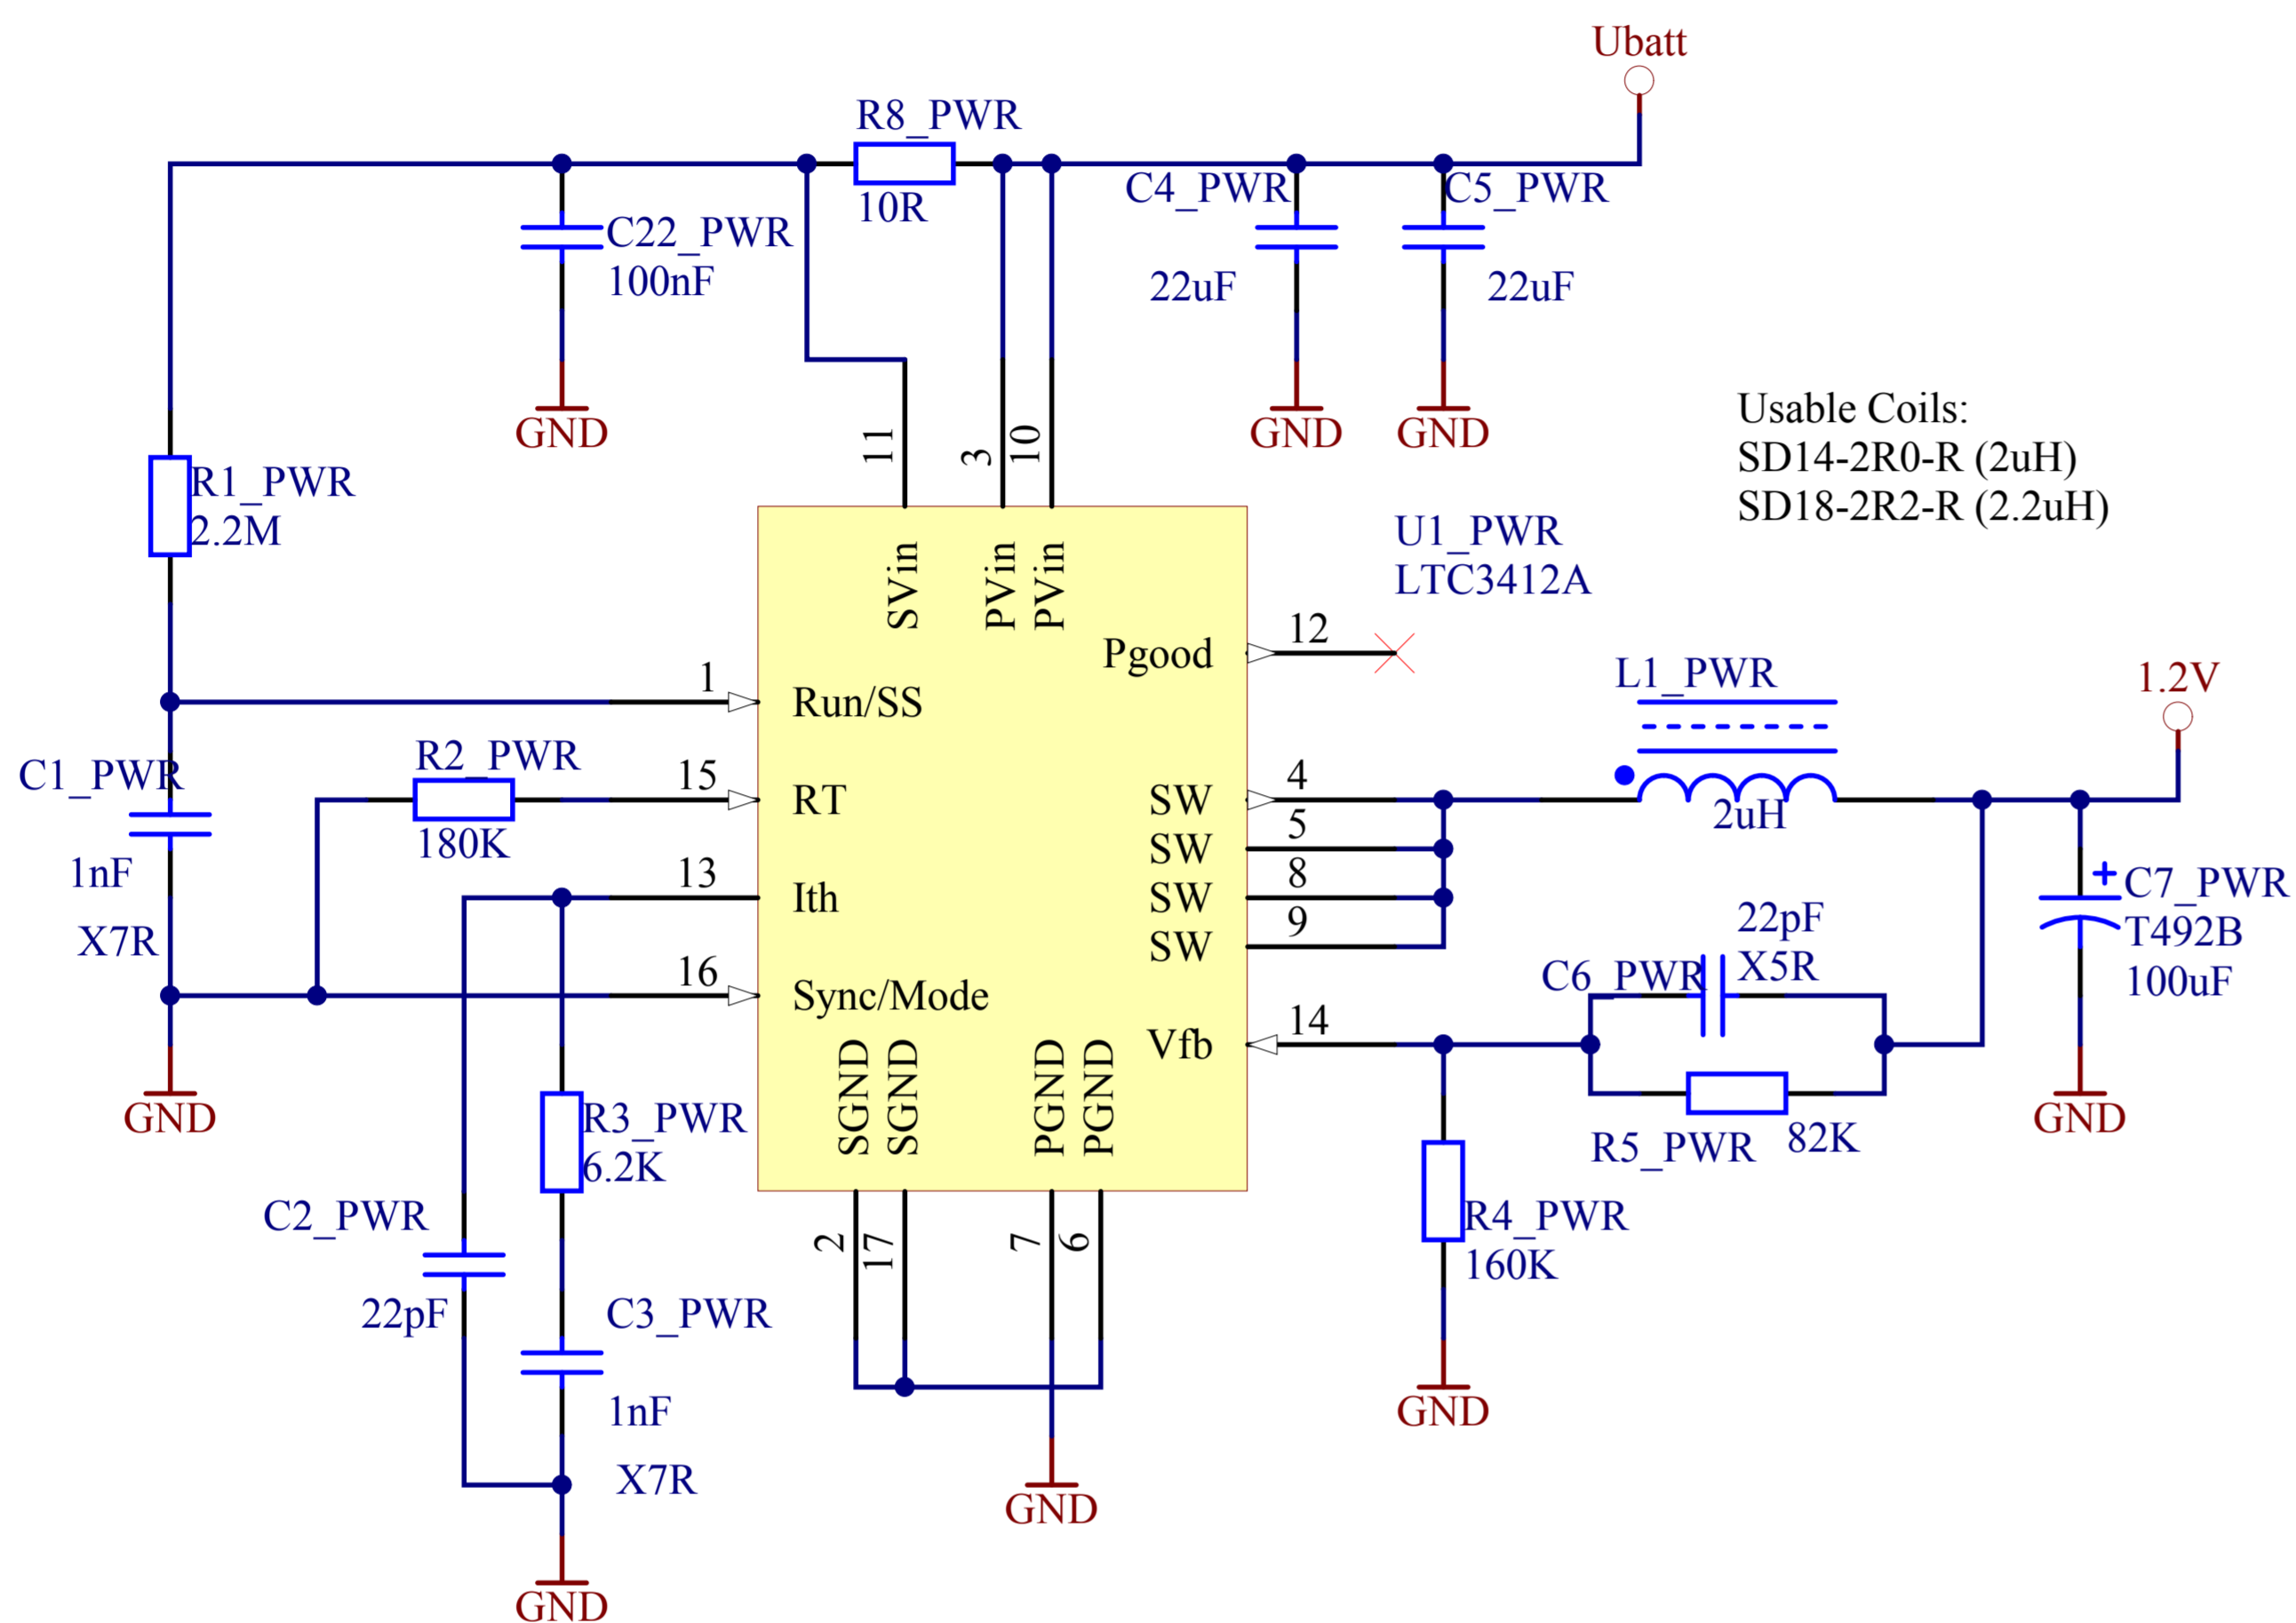 Ubatt
R8_PWR
10R
C4_PWR
22uF
C5_PWR
22uF
C22_PWR
100nF
GND
GND
GND
11
3
10
Usable Coils:
SD14-2R0-R (2uH)
SD18-2R2-R (2.2uH)
R1_PWR
2.2M
U1_PWR
LTC3412A
SVin
PVin
PVin
Pgood
12
1
Run/SS
L1_PWR
2uH
1.2V
C1_PWR
1nF
X7R
R2_PWR
180K
15
RT
SW
4
SW
5
SW
8
SW
9
13
Ith
C7_PWR
T492B
100uF
22pF
X5R
C6_PWR
16
Sync/Mode
Vfb
14
SGND
SGND
PGND
PGND
GND
R3_PWR
6.2K
R5_PWR
82K
GND
C2_PWR
22pF
2
17
7
6
R4_PWR
160K
C3_PWR
1nF
X7R
GND
GND
GND